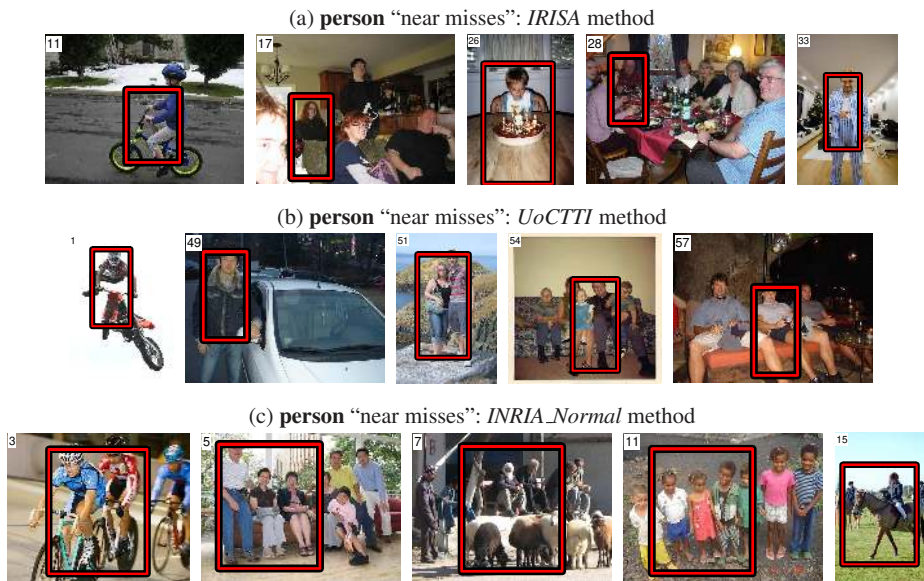 (a) person “near misses”: IRISA method
11 17 26 28 33
(b) person “near misses”: UoCTTI method
1 49 51 54 57
(c) person “near misses”: INRIA_Normal method
3 5 7 11 15